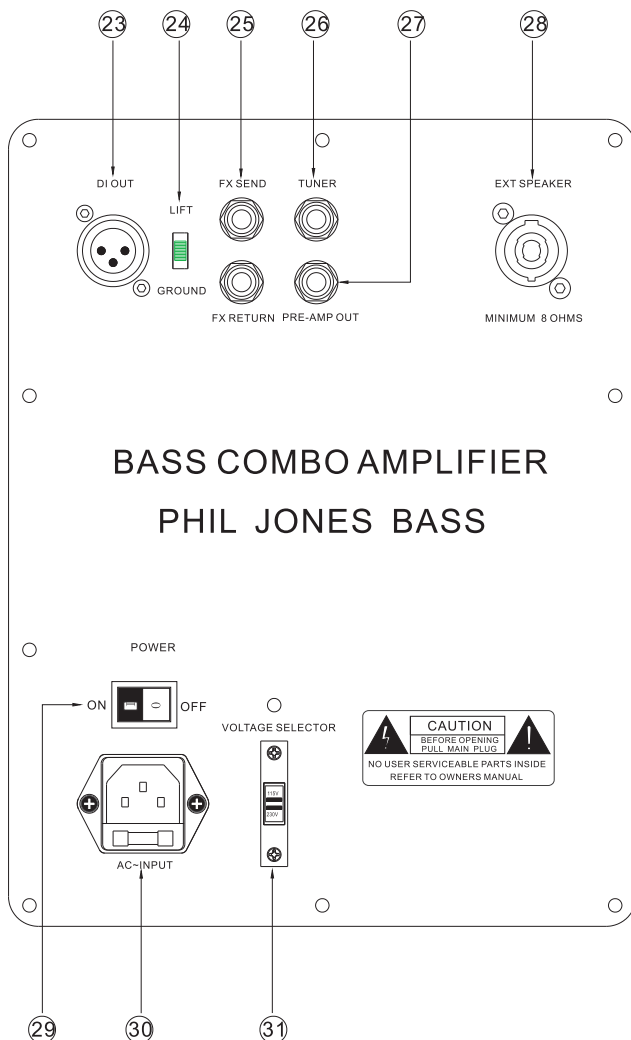 23 24 25 26 27 28
DI OUT FX SEND TUNER EXT SPEAKER
LIFT
GROUND
FX RETURN PRE-AMP OUT MINIMUM 8 OHMS
BASS COMBO AMPLIFIER
PHIL JONES BASS
POWER
ON OFF
VOLTAGE SELECTOR
CAUTION
BEFORE OPENING
PULL MAIN PLUG
NO USER SERVICEABLE PARTS INSIDE
REFER TO OWNERS MANUAL
115V
230V
AC~INPUT
29 30 31